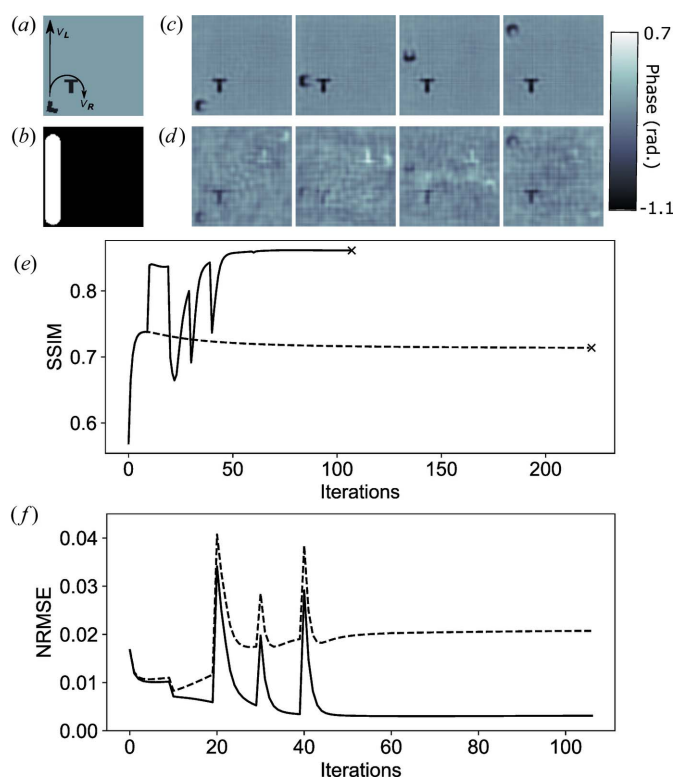 (a)
V_L
L
T
V_R
(b)
(c)
T
T
T
T
(d)
0.7
Phase (rad.)
-1.1
(e)
SSIM
0.8
0.7
0.6
0
50
100
150
200
Iterations
(f)
NRMSE
0.04
0.03
0.02
0.01
0.00
0
20
40
60
80
100
Iterations